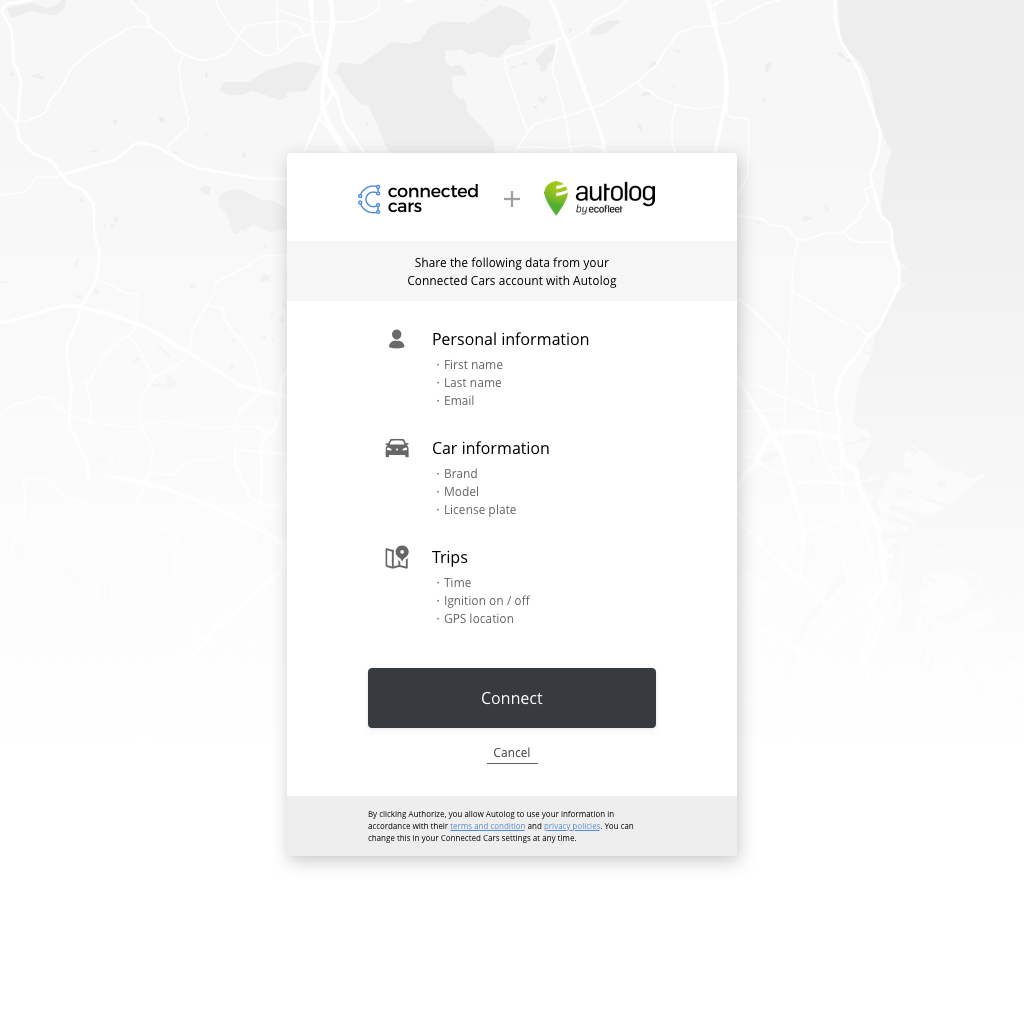 connected
cars
+
autolog
by ecofleet
Share the following data from your
Connected Cars account with Autolog
Personal information
· First name
· Last name
· Email
Car information
· Brand
· Model
· License plate
Trips
· Time
· Ignition on / off
· GPS location
Connect
Cancel
By clicking Authorize, you allow Autolog to use your information in
accordance with their terms and condition and privacy policies. You can
change this in your Connected Cars settings at any time.